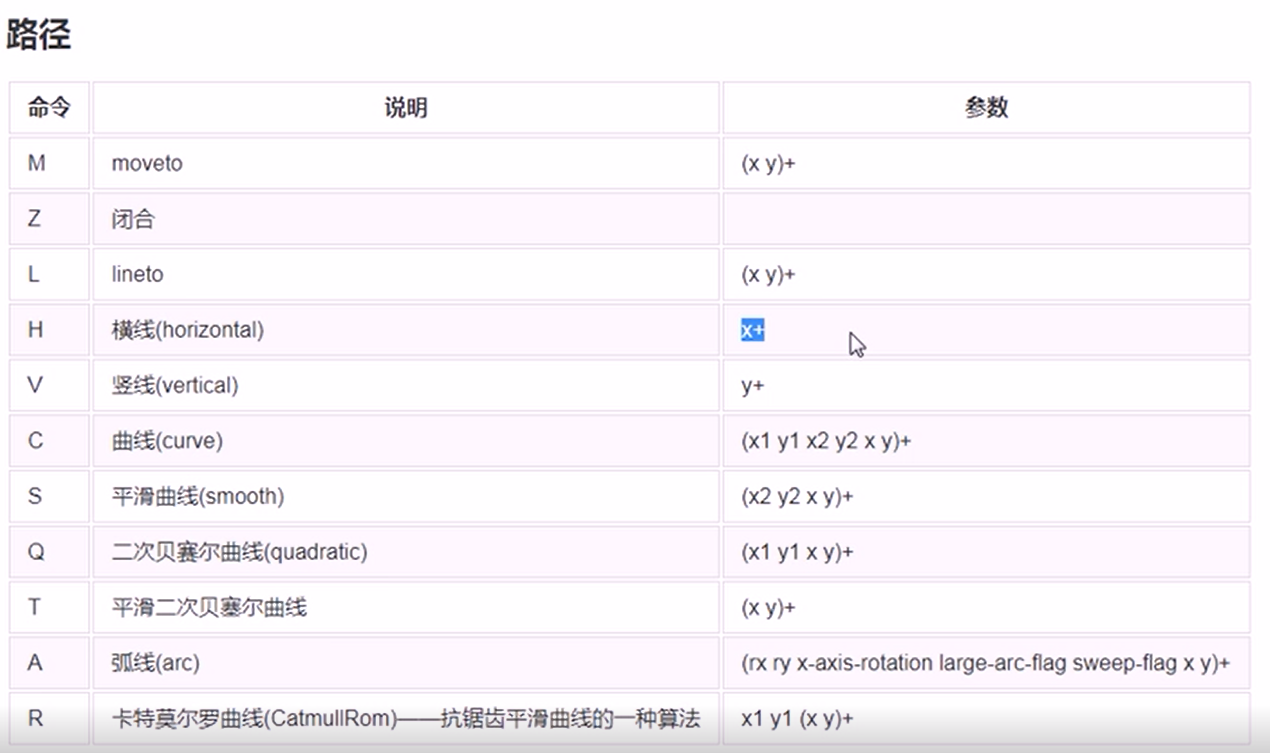 路径
命令 说明 参数
M moveto (x y)+
Z 闭合
L lineto (x y)+
H 横线(horizontal) x+
V 竖线(vertical) y+
C 曲线(curve) (x1 y1 x2 y2 x y)+
S 平滑曲线(smooth) (x2 y2 x y)+
Q 二次贝赛尔曲线(quadratic) (x1 y1 x y)+
T 平滑二次贝塞尔曲线 (x y)+
A 弧线(arc) (rx ry x-axis-rotation large-arc-flag sweep-flag x y)+
R 卡特莫尔罗曲线(CatmullRom)——抗锯齿平滑曲线的一种算法 x1 y1 (x y)+